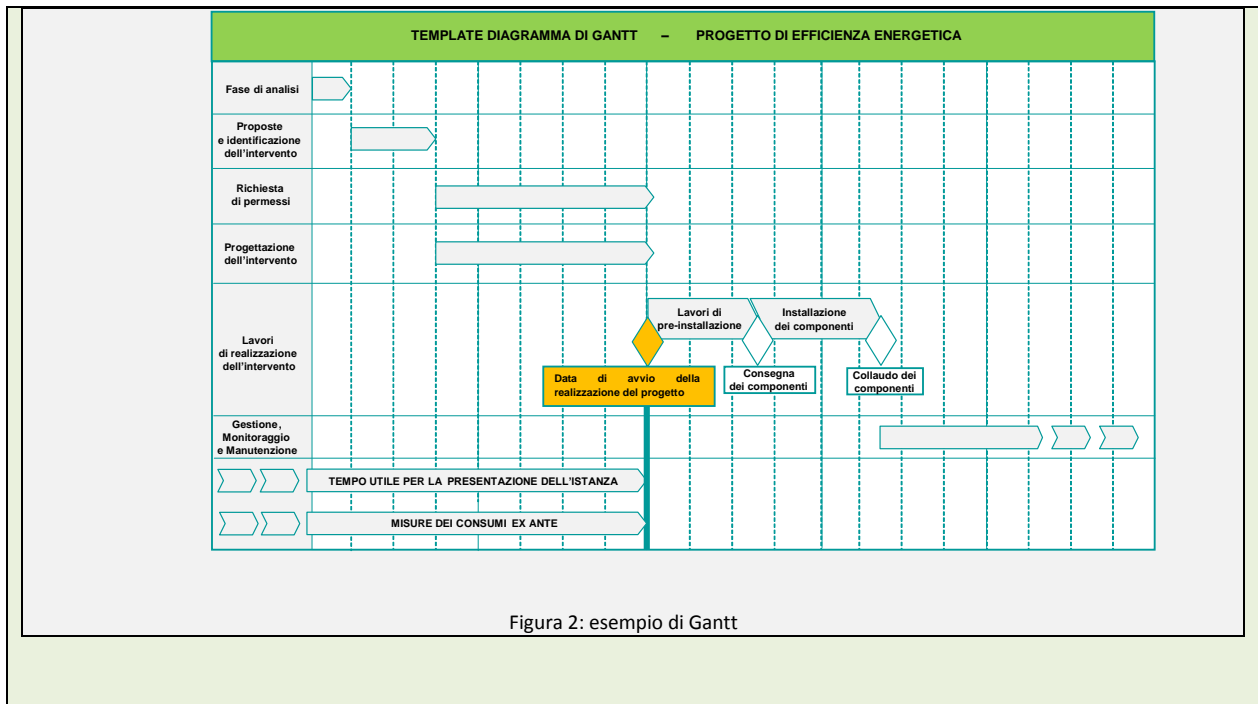 TEMPLATE DIAGRAMMA DI GANTT – PROGETTO DI EFFICIENZA ENERGETICA
Fase di analisi
Proposte
e identificazione
dell'intervento
Richiesta
di permessi
Progettazione
dell'intervento
Lavori
di realizzazione
dell'intervento
Lavori di
pre-installazione
Installazione
dei componenti
Data di avvio della
realizzazione del progetto
Consegna
dei componenti
Collaudo dei
componenti
Gestione,
Monitoraggio
e Manutenzione
TEMPO UTILE PER LA PRESENTAZIONE DELL'ISTANZA
MISURE DEI CONSUMI EX ANTE
Figura 2: esempio di Gantt